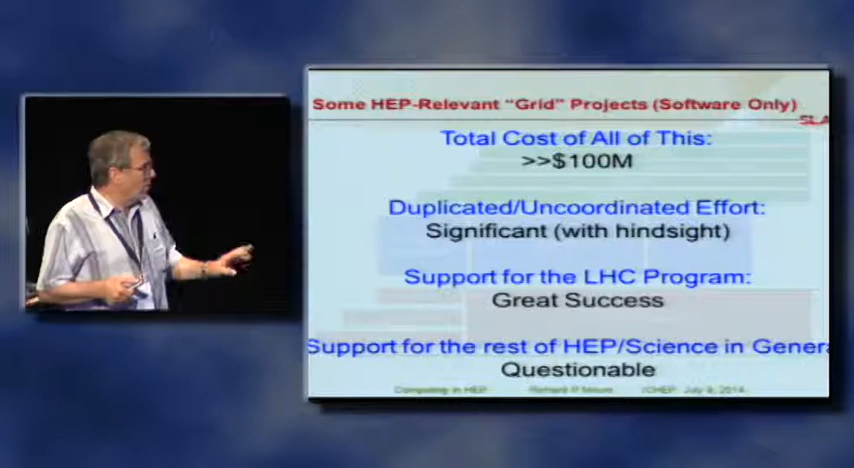 Some HEP-Relevant "Grid" Projects (Software Only)
SLA
Total Cost of All of This:
>>$100M
Duplicated/Uncoordinated Effort:
Significant (with hindsight)
Support for the LHC Program:
Great Success
Support for the rest of HEP/Science in Genera
Questionable
Computing in HEP Richard P Mount ICHEP July 9, 2014